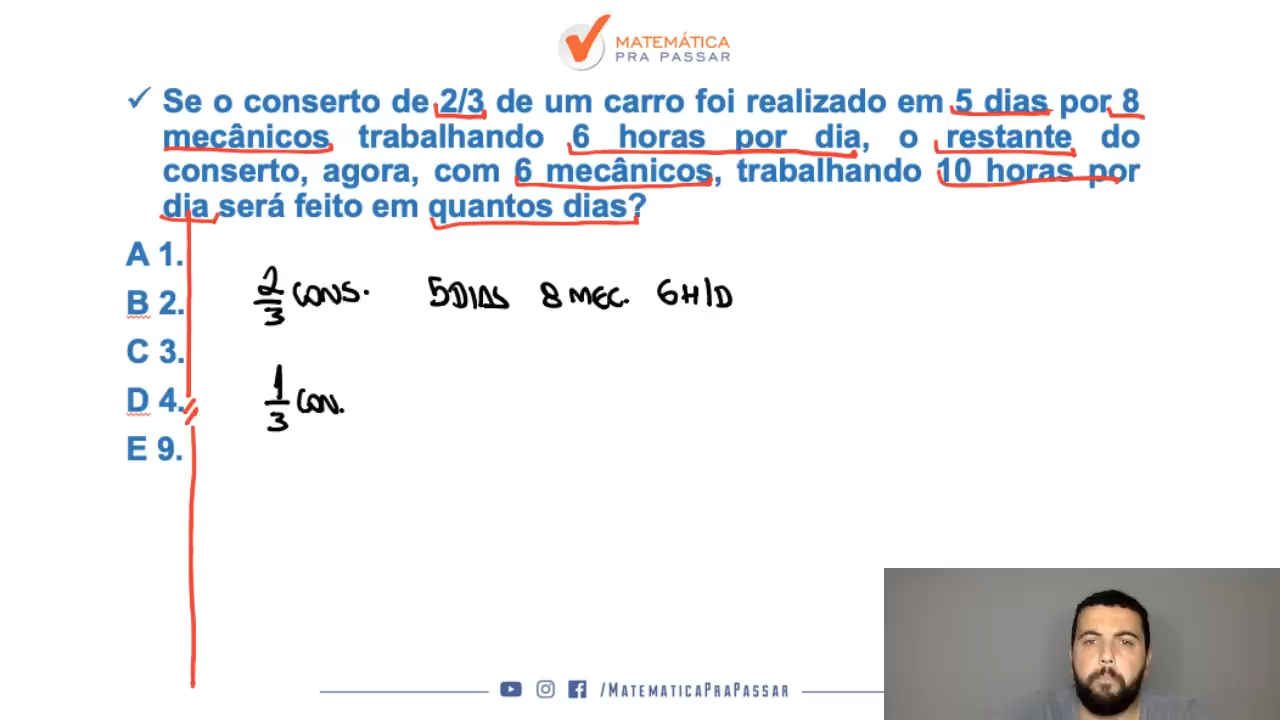 MATEMÁTICA
PRA PASSAR
✓ Se o conserto de 2/3 de um carro foi realizado em 5 dias por 8
mecânicos trabalhando 6 horas por dia, o restante do
conserto, agora, com 6 mecânicos, trabalhando 10 horas por
dia será feito em quantos dias?
A 1.
B 2.
C 3.
D 4.
E 9.
2/3 CONS. 5 DIAS 8 MEC. 6 H/D
1/3 CON.
/MATEMATICAPRAPASSAR